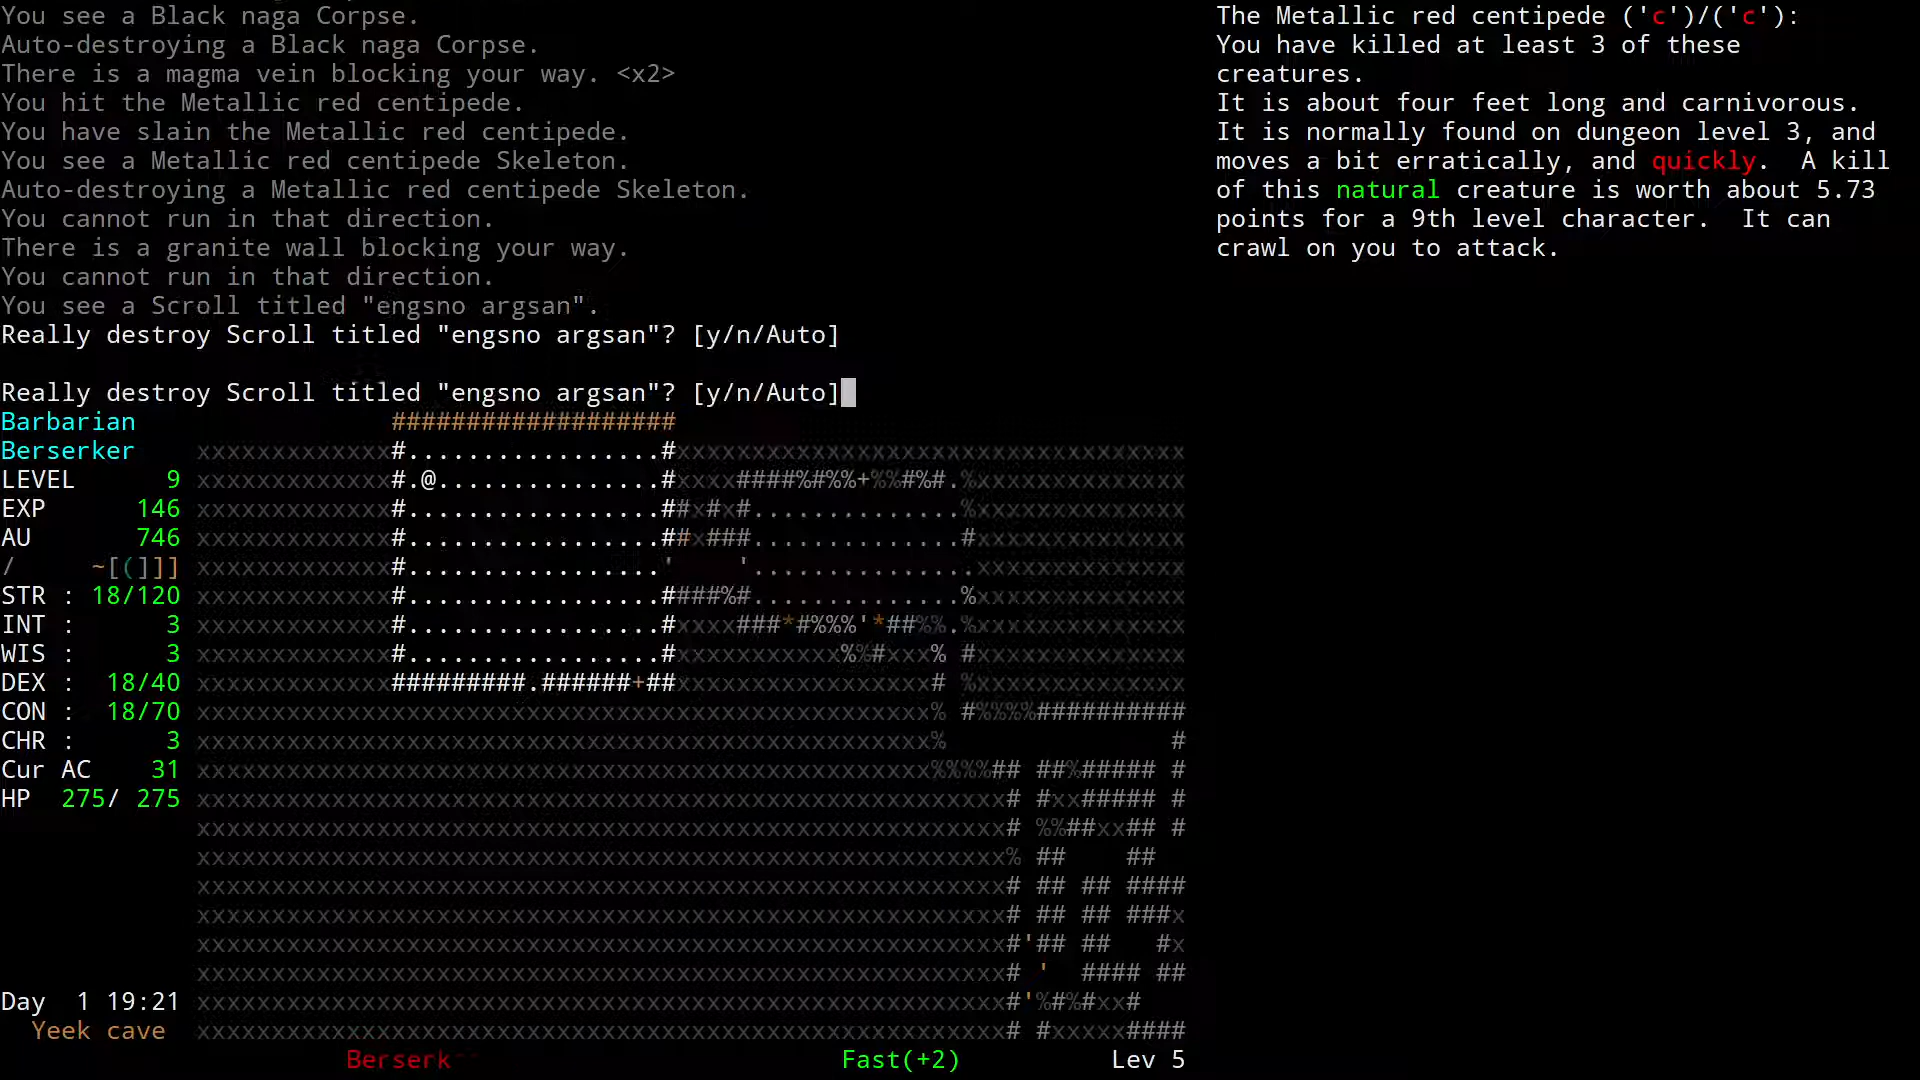 You see a Black naga Corpse.
Auto-destroying a Black naga Corpse.
There is a magma vein blocking your way. <x2>
You hit the Metallic red centipede.
You have slain the Metallic red centipede.
You see a Metallic red centipede Skeleton.
Auto-destroying a Metallic red centipede Skeleton.
You cannot run in that direction.
There is a granite wall blocking your way.
You cannot run in that direction.
You see a Scroll titled "engsno argsan".
Really destroy Scroll titled "engsno argsan"? [y/n/Auto]
Really destroy Scroll titled "engsno argsan"? [y/n/Auto]
The Metallic red centipede ('c')/('c'):
You have killed at least 3 of these
creatures.
It is about four feet long and carnivorous.
It is normally found on dungeon level 3, and
moves a bit erratically, and quickly.  A kill
of this natural creature is worth about 5.73
points for a 9th level character.  It can
crawl on you to attack.
Barbarian
Berserker
LEVEL 9
EXP 146
AU 746
/ ~[(]]]
STR : 18/120
INT : 3
WIS : 3
DEX : 18/40
CON : 18/70
CHR : 3
Cur AC 31
HP 275/ 275
Day 1 19:21
Yeek cave
Berserk
Fast(+2)
Lev 5